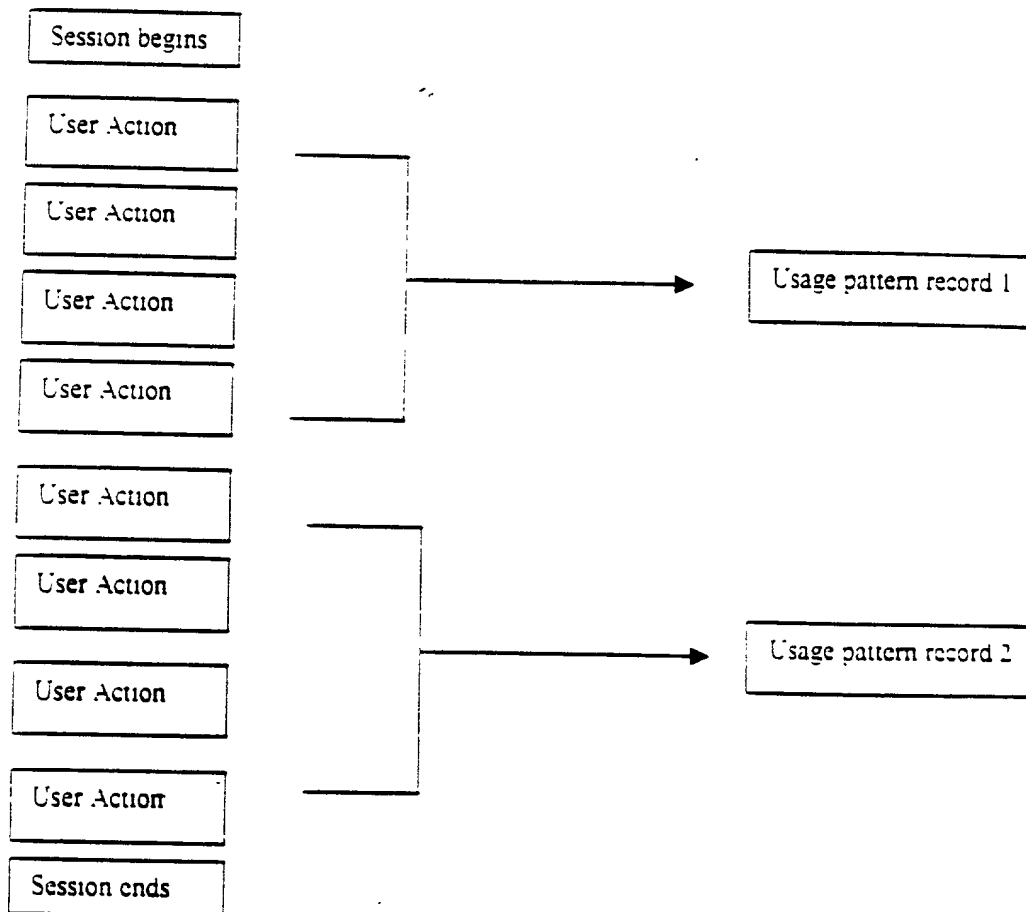 Session begins
User Action
User Action
User Action
User Action
Usage pattern record 1
User Action
User Action
User Action
User Action
Usage pattern record 2
Session ends